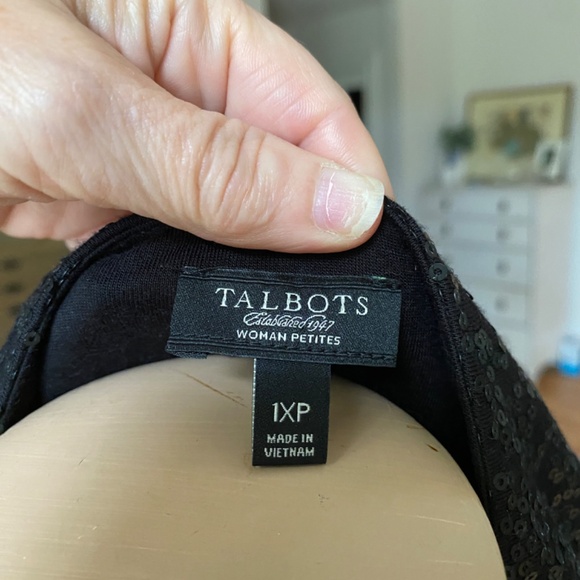 TALBOTS
Established 1947
WOMAN PETITES
1XP
MADE IN
VIETNAM